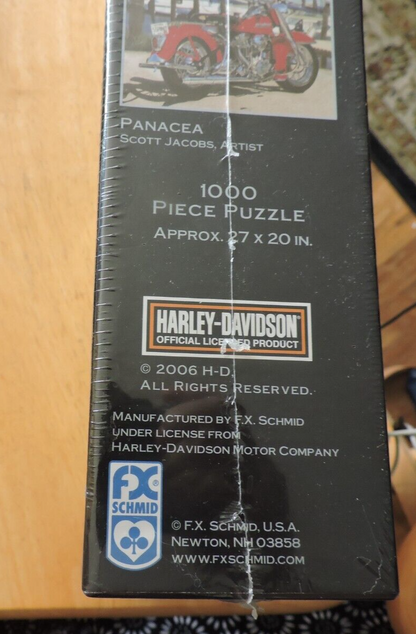 PANACEA
SCOTT JACOBS, ARTIST
1000
PIECE PUZZLE
APPROX. 27 X 20 IN.
HARLEY-DAVIDSON®
OFFICIAL LICENSED PRODUCT
© 2006 H-D.
ALL RIGHTS RESERVED.
MANUFACTURED BY F.X. SCHMID
UNDER LICENSE FROM
HARLEY-DAVIDSON MOTOR COMPANY
FX®
SCHMID
© F.X. SCHMID, U.S.A.
NEWTON, NH 03858
WWW.FXSCHMID.COM